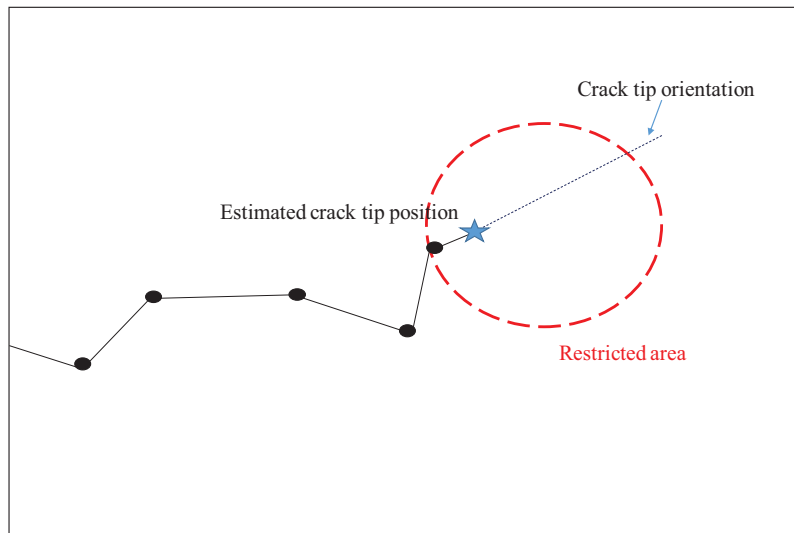 Crack tip orientation
Estimated crack tip position
Restricted area